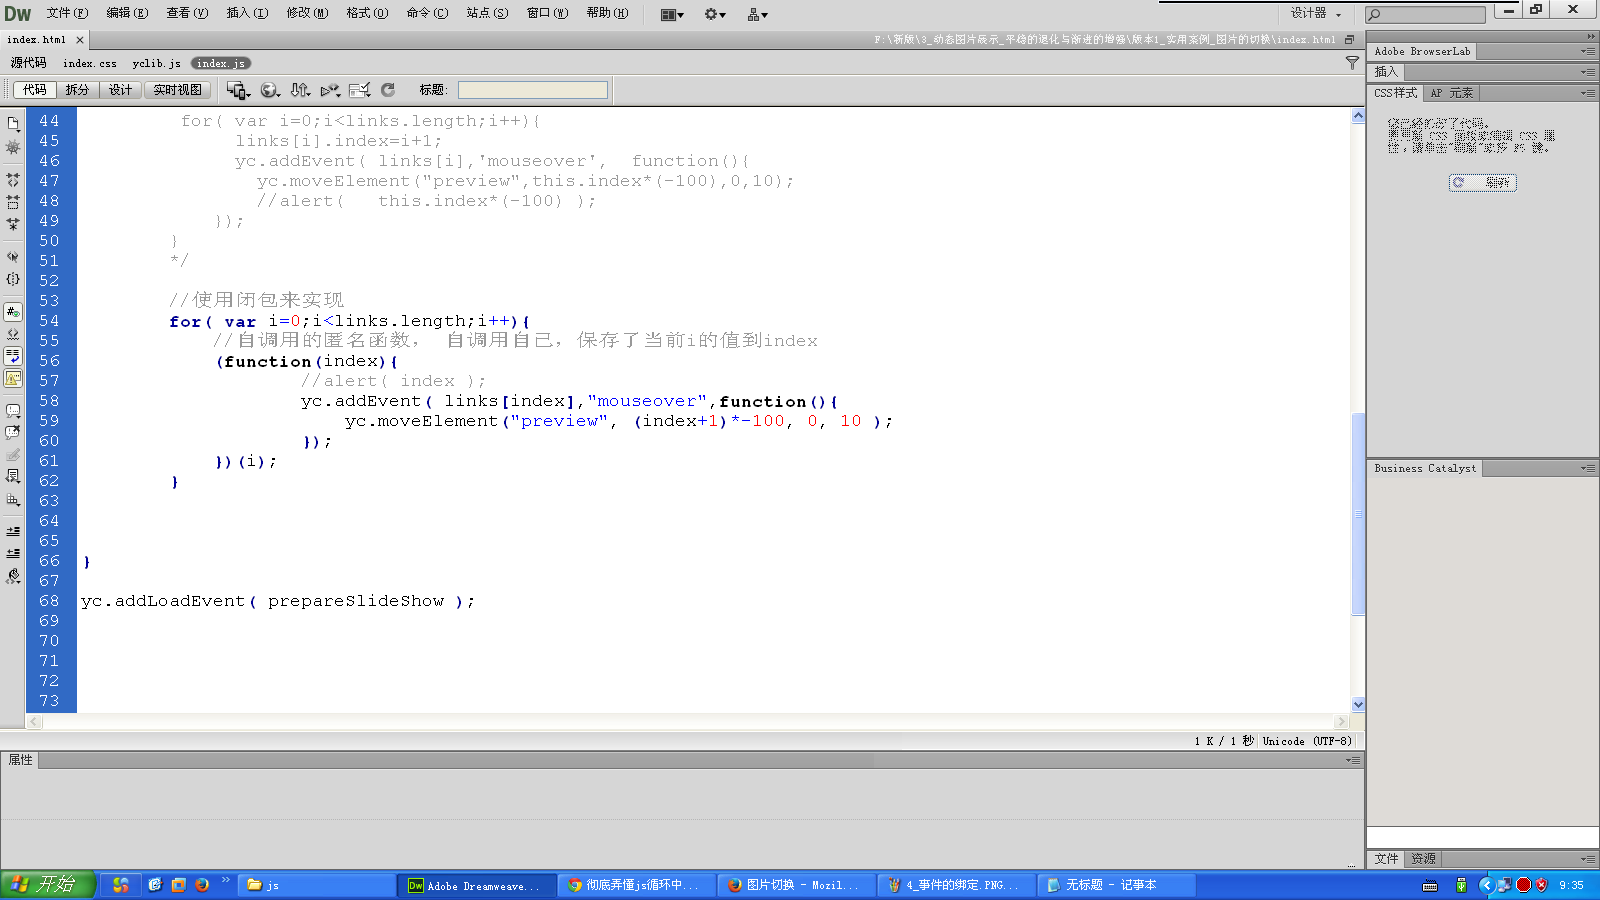 Dw 文件(F) 编辑(E) 查看(V) 插入(I) 修改(M) 格式(O) 命令(C) 站点(S) 窗口(W) 帮助(H) 设计器
index.html F:\新版\3_动态图片展示_平稳的退化与渐进的增强\版本1_实用案例_图片的切换\index.html
源代码 index.css yclib.js index.js
代码 拆分 设计 实时视图 标题:
44 for( var i=0;i<links.length;i++){
45 links[i].index=i+1;
46 yc.addEvent( links[i],'mouseover', function(){
47 yc.moveElement("preview",this.index*(-100),0,10);
48 //alert( this.index*(-100) );
49 });
50 }
51 */
52
53 //使用闭包来实现
54 for( var i=0;i<links.length;i++){
55 //自调用的匿名函数， 自调用自己，保存了当前i的值到index
56 (function(index){
57 //alert( index );
58 yc.addEvent( links[index],"mouseover",function(){
59 yc.moveElement("preview", (index+1)*-100, 0, 10 );
60 });
61 })(i);
62 }
63
64
65
66 }
67
68 yc.addLoadEvent( prepareSlideShow );
69
70
71
72
73
1 K / 1 秒 Unicode (UTF-8)
属性
Adobe BrowserLab
插入
CSS样式 AP 元素
刷新
Business Catalyst
文件 资源
开始 js Adobe Dreamweave... 彻底弄懂js循环中... 图片切换 - Mozil... 4_事件的绑定.PNG... 无标题 - 记事本 9:35